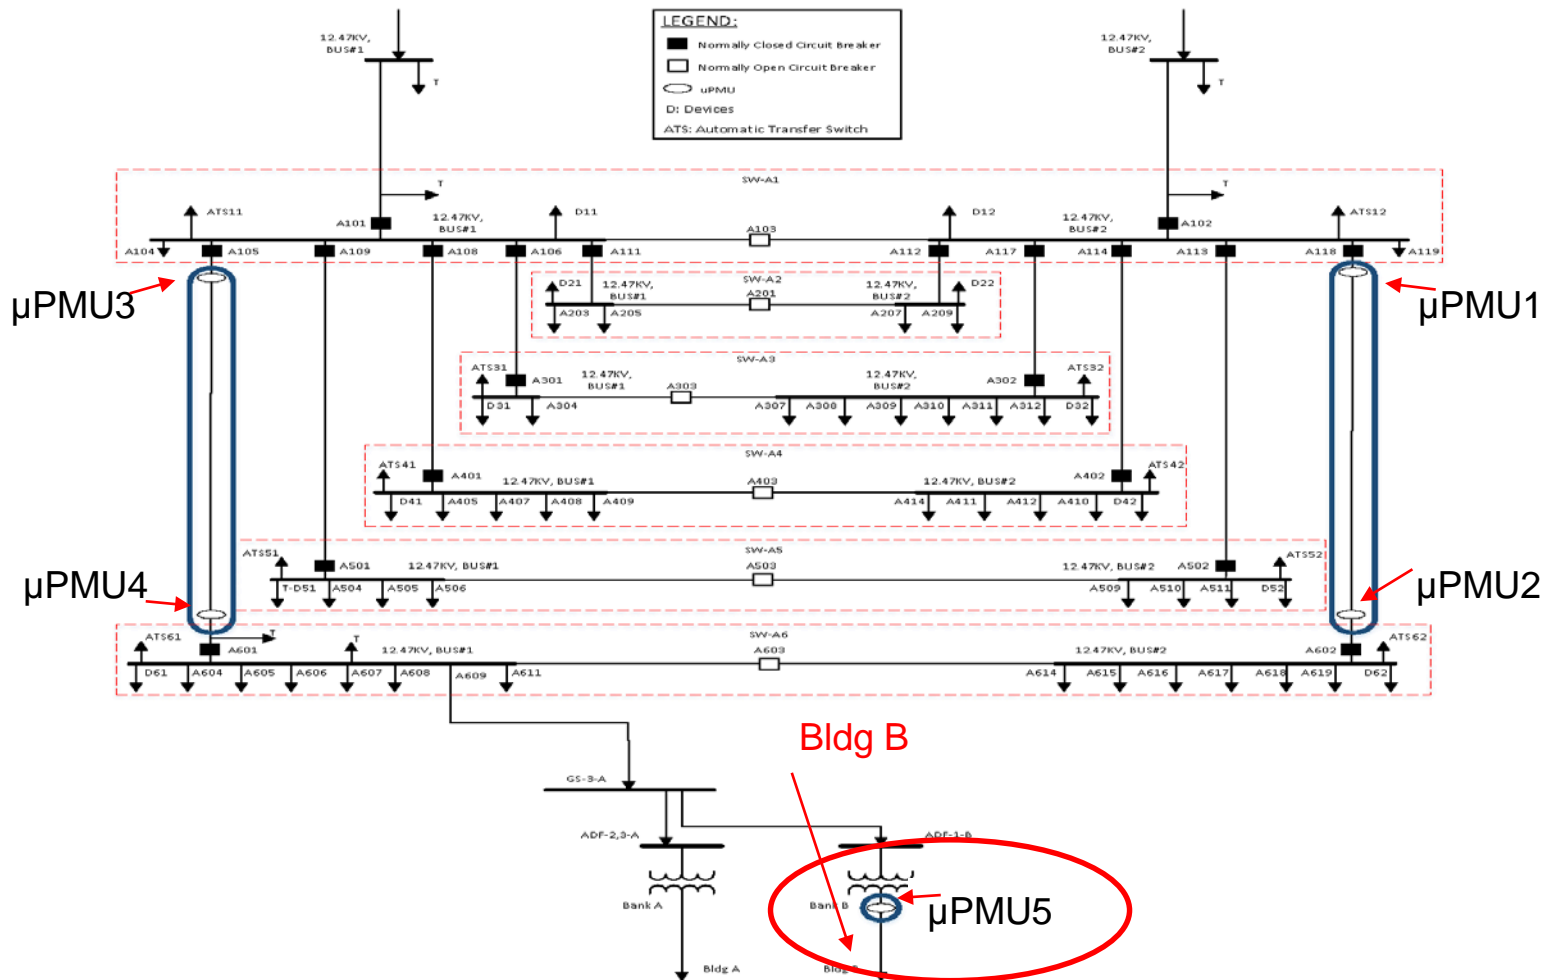 12.47KV,
BUS#1
T
LEGEND:
Normally Closed Circuit Breaker
Normally Open Circuit Breaker
uPMU
D: Devices
ATS: Automatic Transfer Switch
12.47KV,
BUS#2
T
SW-A1
T
T
ATS11
A101
12.47KV,
BUS#1
D11
A103
D12
12.47KV,
BUS#2
A102
ATS12
A104
A105
A109
A108
A106
A111
A112
A117
A114
A113
A118
A119
µPMU3
µPMU1
SW-A2
D21
12.47KV,
BUS#1
A201
12.47KV,
BUS#2
D22
A203
A205
A207
A209
SW-A3
ATS31
A301
12.47KV,
BUS#1
A303
12.47KV,
BUS#2
A302
ATS32
D31
A304
A307
A308
A309
A310
A311
A312
D32
SW-A4
ATS41
A401
12.47KV, BUS#1
A403
12.47KV, BUS#2
A402
ATS42
D41
A405
A407
A408
A409
A414
A411
A412
A410
D42
SW-A5
ATS51
A501
12.47KV, BUS#1
A503
12.47KV, BUS#2
A502
ATS52
T-D51
A504
A505
A506
A509
A510
A511
D52
µPMU4
µPMU2
SW-A6
ATS61
A601
T
T
12.47KV, BUS#1
A603
12.47KV, BUS#2
A602
ATS62
D61
A604
A605
A606
A607
A608
A609
A611
A614
A615
A616
A617
A618
A619
D62
Bldg B
GS-3-A
ADF-2,3-A
ADF-1-B
Bank A
Bank B
µPMU5
Bldg A
Bldg